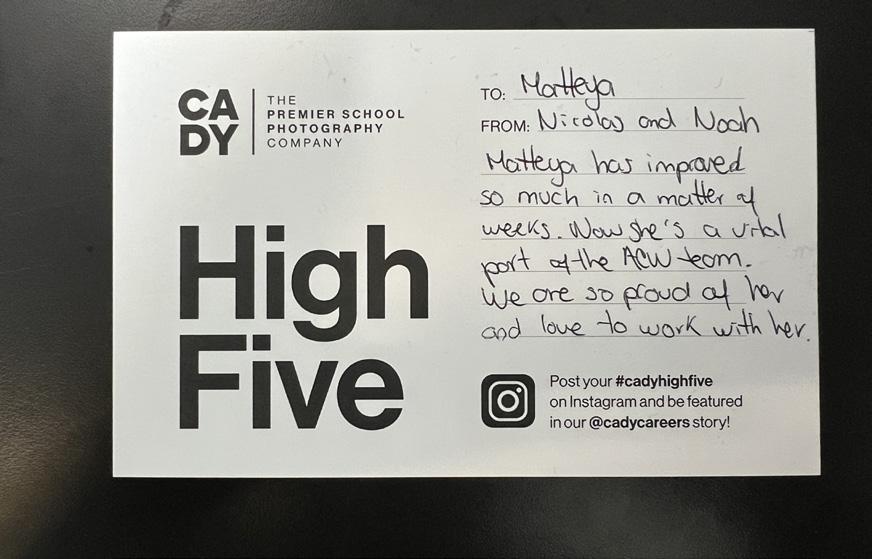 CA
DY
THE
PREMIER SCHOOL
PHOTOGRAPHY
COMPANY
High
Five
TO: Matteya
FROM: Nicolas and Noah
Matteya has improved
so much in a matter of
weeks. Now she's a vital
part of the ACW team.
We are so proud of her
and love to work with her.
Post your #cadyhighfive
on Instagram and be featured
in our @cadycareers story!